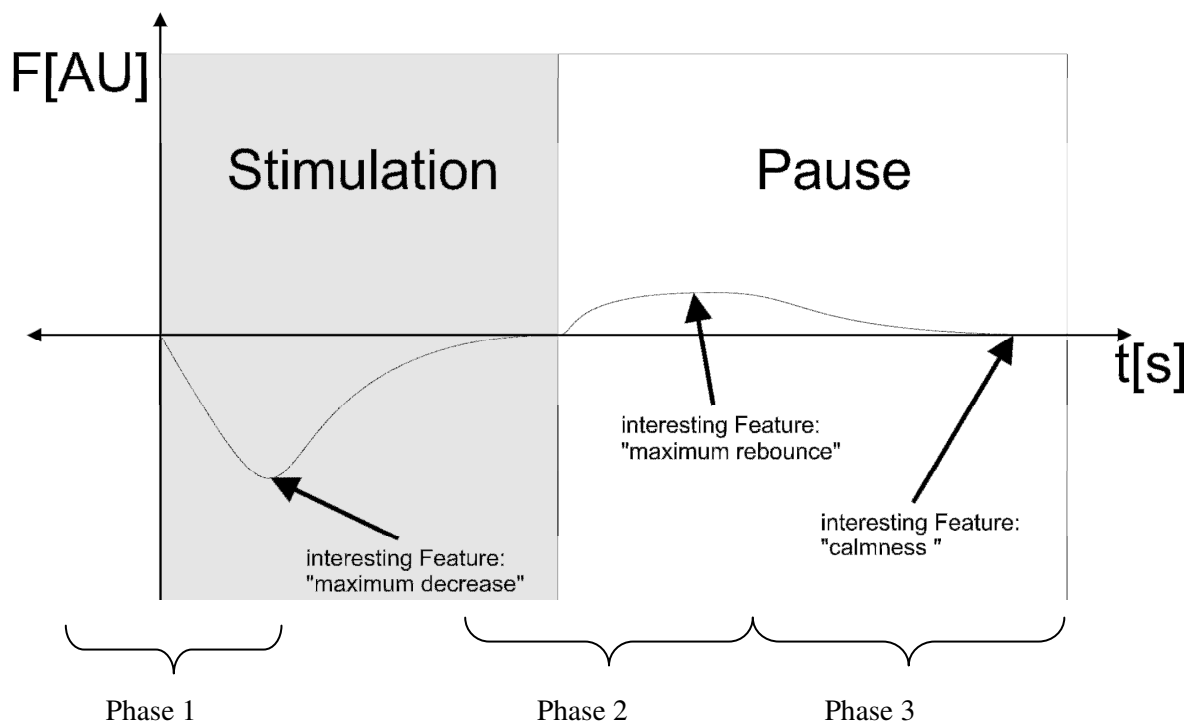 F[AU]
Stimulation
Pause
t[s]
interesting Feature:
"maximum rebounce"
interesting Feature:
"calmness "
interesting Feature:
"maximum decrease"
Phase 1
Phase 2
Phase 3